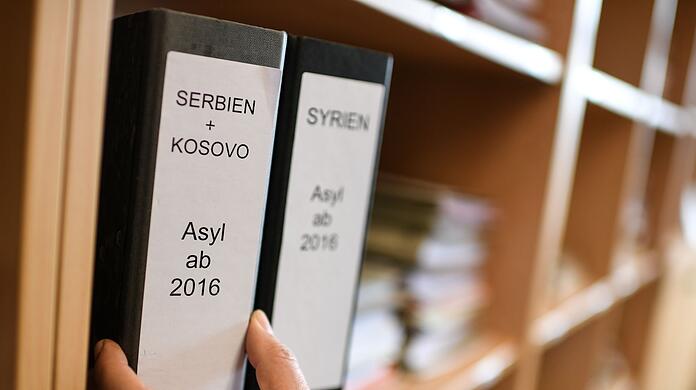 SERBIEN
+
KOSOVO
Asyl
ab
2016
SYRIEN
Asyl
ab
2016